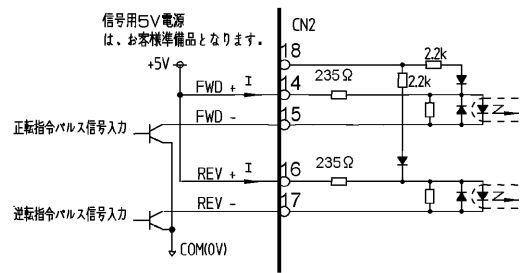 信号用5V電源
は、お客様準備品となります。
CN2
+5V
18
2.2k
FWD + I
14
235Ω
2.2k
FWD -
15
正転指令パルス信号入力
REV + I
16
235Ω
REV -
17
逆転指令パルス信号入力
COM(0V)